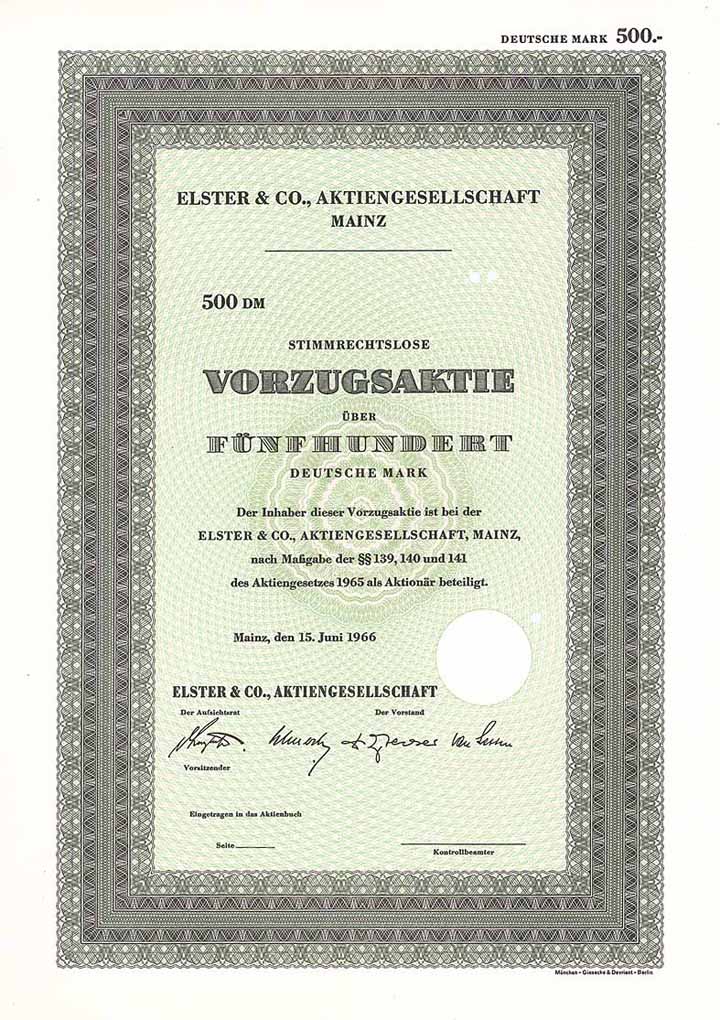 DEUTSCHE MARK 500.-
ELSTER & CO., AKTIENGESELLSCHAFT
MAINZ
500 DM
STIMMRECHTSLOSE
VORZUGSAKTIE
ÜBER
FÜNFHUNDERT
DEUTSCHE MARK
Der Inhaber dieser Vorzugsaktie ist bei der
ELSTER & CO., AKTIENGESELLSCHAFT, MAINZ,
nach Maßgabe der §§ 139, 140 und 141
des Aktiengesetzes 1965 als Aktionär beteiligt.
Mainz, den 15. Juni 1966
ELSTER & CO., AKTIENGESELLSCHAFT
Der Aufsichtsrat Der Vorstand
Vorsitzender
Eingetragen in das Aktienbuch
Seite
Kontrollbeamter
München - Giesecke & Devrient - Berlin